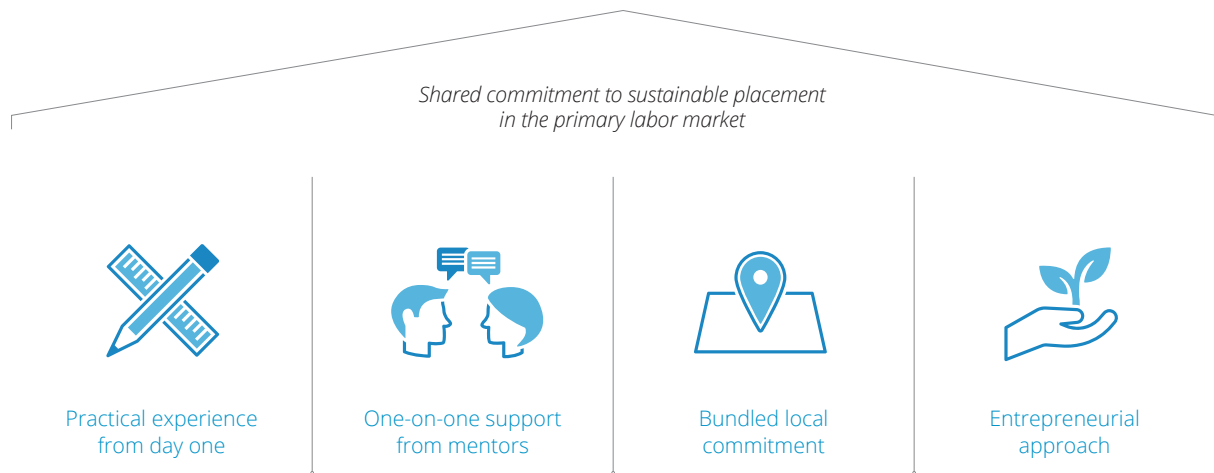 Shared commitment to sustainable placement
in the primary labor market
Practical experience
from day one
One-on-one support
from mentors
Bundled local
commitment
Entrepreneurial
approach